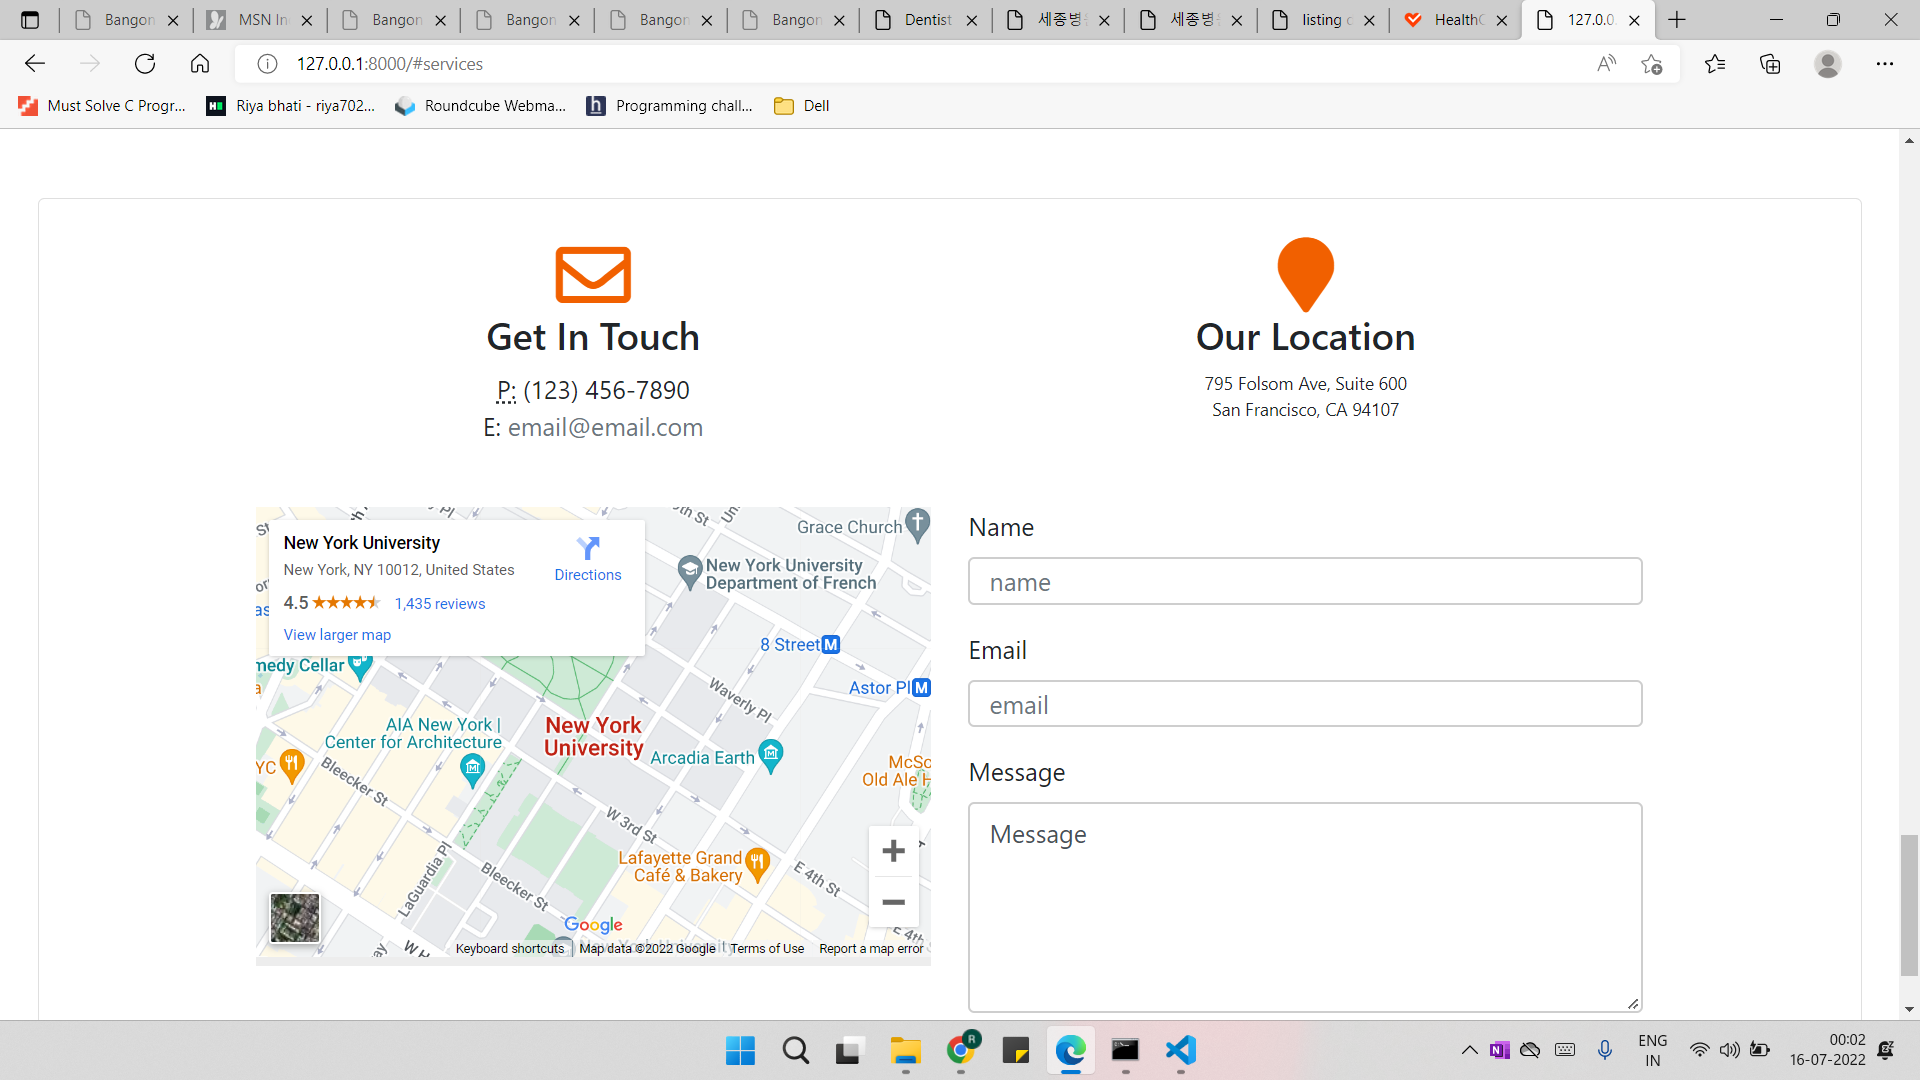 Bangon
MSN In
Bangon
Bangon
Bangon
Bangon
Dentist
세종병
세종병
listing
Health
127.0.0.
127.0.0.1:8000/#services
Must Solve C Progr...
Riya bhati - riya702...
Roundcube Webma...
h Programming chall...
Dell
Get In Touch
P: (123) 456-7890
E: email@email.com
Our Location
795 Folsom Ave, Suite 600
San Francisco, CA 94107
New York University
New York, NY 10012, United States
Directions
4.5 1,435 reviews
View larger map
Grace Church
New York University
Department of French
8 Street M
Astor Pl M
Waverly Pl
medy Cellar
AIA New York |
Center for Architecture
New York
University
Arcadia Earth
McSo
Old Ale H
YC
Bleecker St
W 3rd St
Lafayette Grand
Café & Bakery
E 4th St
LaGuardia Pl
Bleecker St
E 4th St
W H
Google
Keyboard shortcuts
Map data ©2022 Google
Terms of Use
Report a map error
Name
name
Email
email
Message
Message
R
N
ENG
IN
00:02
16-07-2022